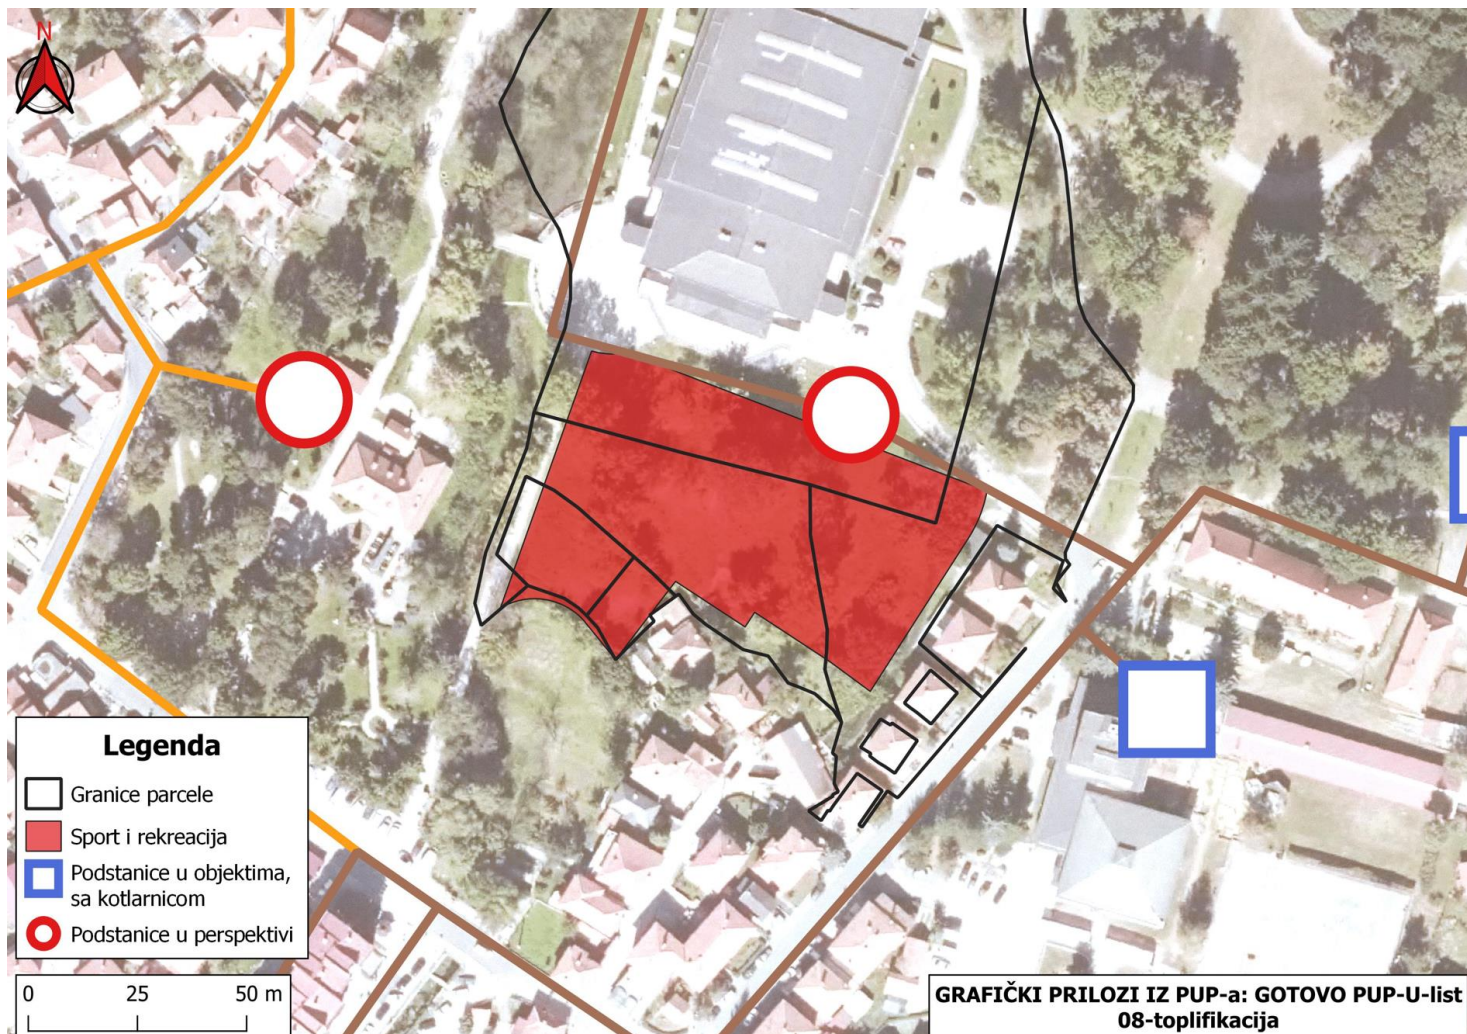 N
Legenda
Granice parcele
Sport i rekreacija
Podstanice u objektima,
sa kotlarnicom
Podstanice u perspektivi
0 25 50 m
GRAFIČKI PRILOZI IZ PUP-a: GOTOVO PUP-U-list
08-toplifikacija